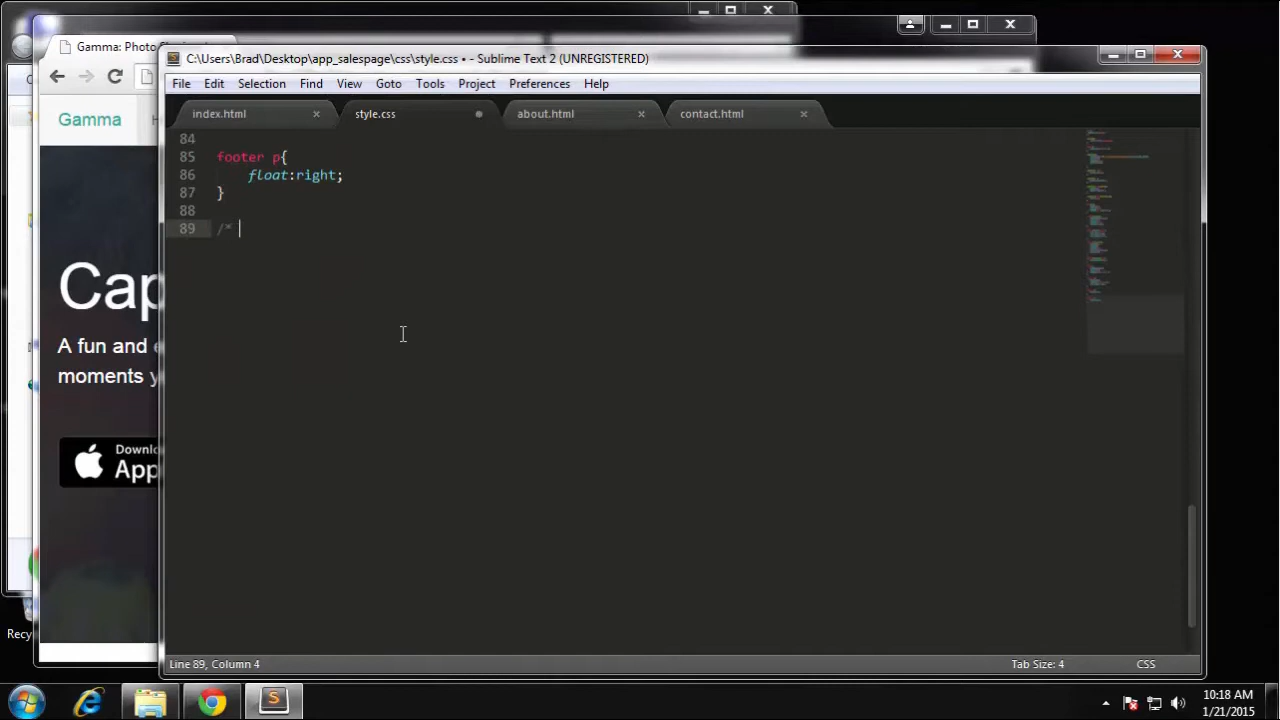 C:\Users\Brad\Desktop\app_salespage\css\style.css • - Sublime Text 2 (UNREGISTERED)
File Edit Selection Find View Goto Tools Project Preferences Help
index.html style.css about.html contact.html
84
85 footer p{
86 float:right;
87 }
88
89 /*
Line 89, Column 4 Tab Size: 4 CSS
Gamma: Photo
Gamma
A fun and
moments
App
Recy
10:18 AM
1/21/2015